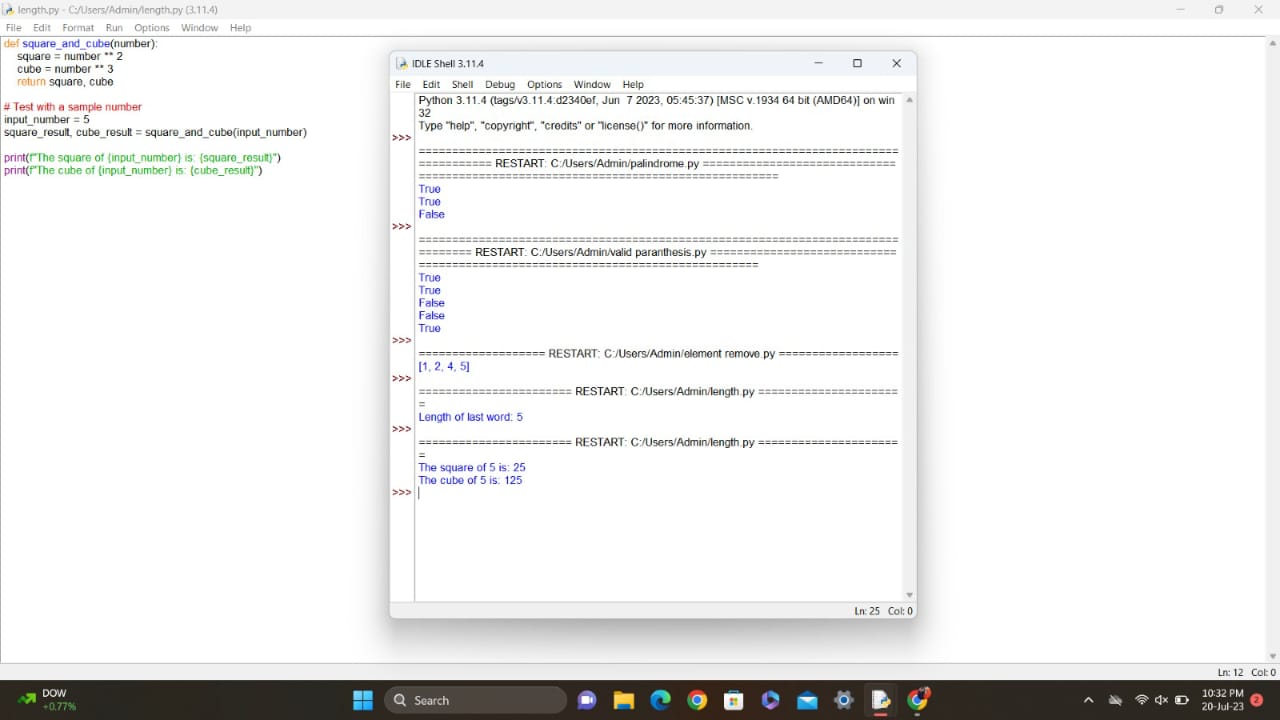 length.py - C:/Users/Admin/length.py (3.11.4)
File Edit Format Run Options Window Help
def square_and_cube(number):
    square = number ** 2
    cube = number ** 3
    return square, cube
# Test with a sample number
input_number = 5
square_result, cube_result = square_and_cube(input_number)
print(f"The square of {input_number} is: {square_result}")
print(f"The cube of {input_number} is: {cube_result}")
IDLE Shell 3.11.4
File Edit Shell Debug Options Window Help
Python 3.11.4 (tags/v3.11.4:d2340ef, Jun  7 2023, 05:45:37) [MSC v.1934 64 bit (AMD64)] on win
32
Type "help", "copyright", "credits" or "license()" for more information.
>>>
========================================================================
=========== RESTART: C:/Users/Admin/palindrome.py =============================
======================================================
True
True
False
>>>
========================================================================
======== RESTART: C:/Users/Admin/valid paranthesis.py ============================
===================================================
True
True
False
False
True
>>>
=================== RESTART: C:/Users/Admin/element remove.py ==================
[1, 2, 4, 5]
>>>
======================= RESTART: C:/Users/Admin/length.py =====================
=
Length of last word: 5
>>>
======================= RESTART: C:/Users/Admin/length.py =====================
=
The square of 5 is: 25
The cube of 5 is: 125
>>>
Ln: 25 Col: 0
Ln: 12 Col: 0
DOW
+0.77%
Search
10:32 PM
20-Jul-23
2